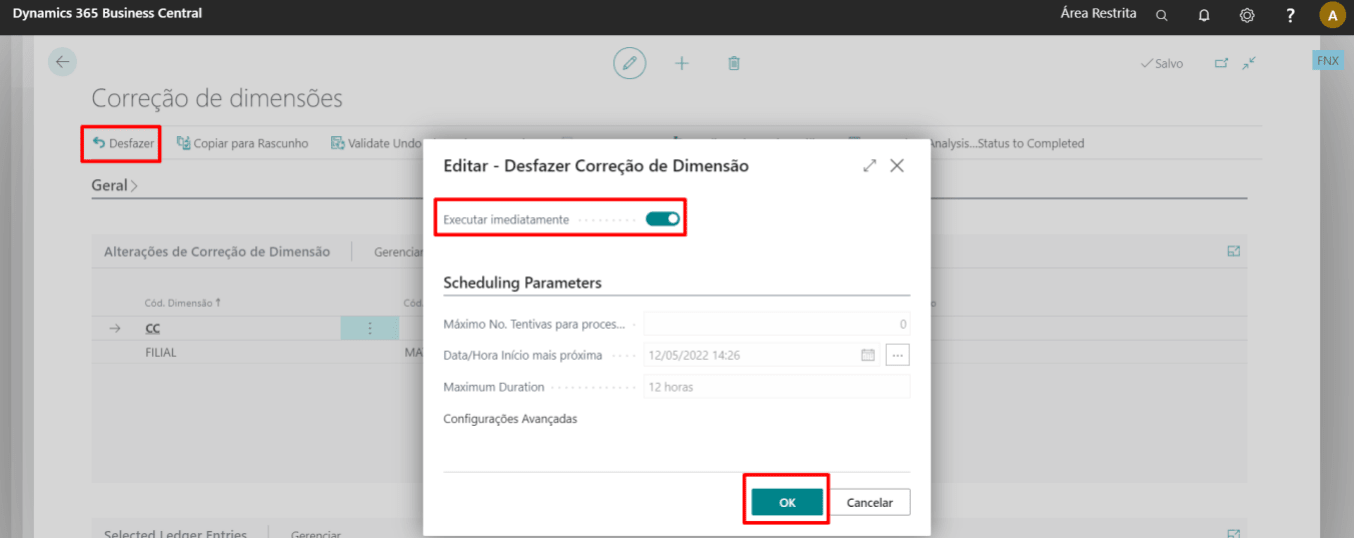 Dynamics 365 Business Central
Área Restrita
?
A
Salvo
FNX
Correção de dimensões
Desfazer
Copiar para Rascunho
Validate Undo
Analysis...Status to Completed
Geral
Editar - Desfazer Correção de Dimensão
Executar imediatamente
Alterações de Correção de Dimensão
Gerenciar
Scheduling Parameters
Cód. Dimensão ↑
Cód.
Máximo No. Tentivas para proces...
0
CC
FILIAL
Data/Hora Início mais próxima
12/05/2022 14:26
...
Maximum Duration
12 horas
Configurações Avançadas
OK
Cancelar
Selected Ledger Entries
Gerenciar